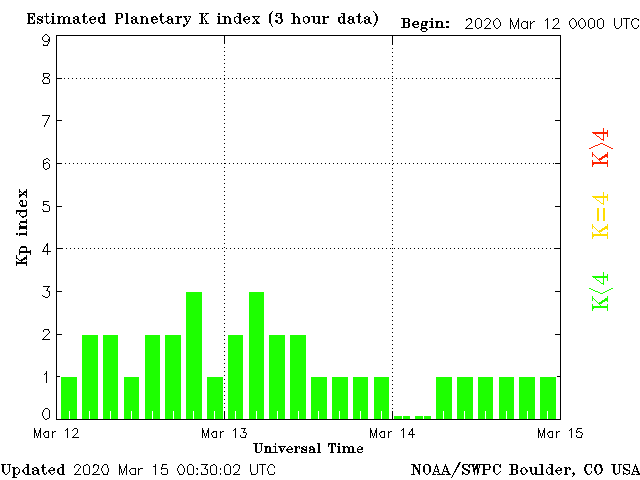 Estimated Planetary K index (3 hour data)
Begin: 2020 Mar 12 0000 UTC
9
8
7
6
5
4
3
2
1
0
Kp index
K>4
K=4
K<4
Mar 12
Mar 13
Mar 14
Mar 15
Universal Time
Updated 2020 Mar 15 00:30:02 UTC
NOAA/SWPC Boulder, CO USA